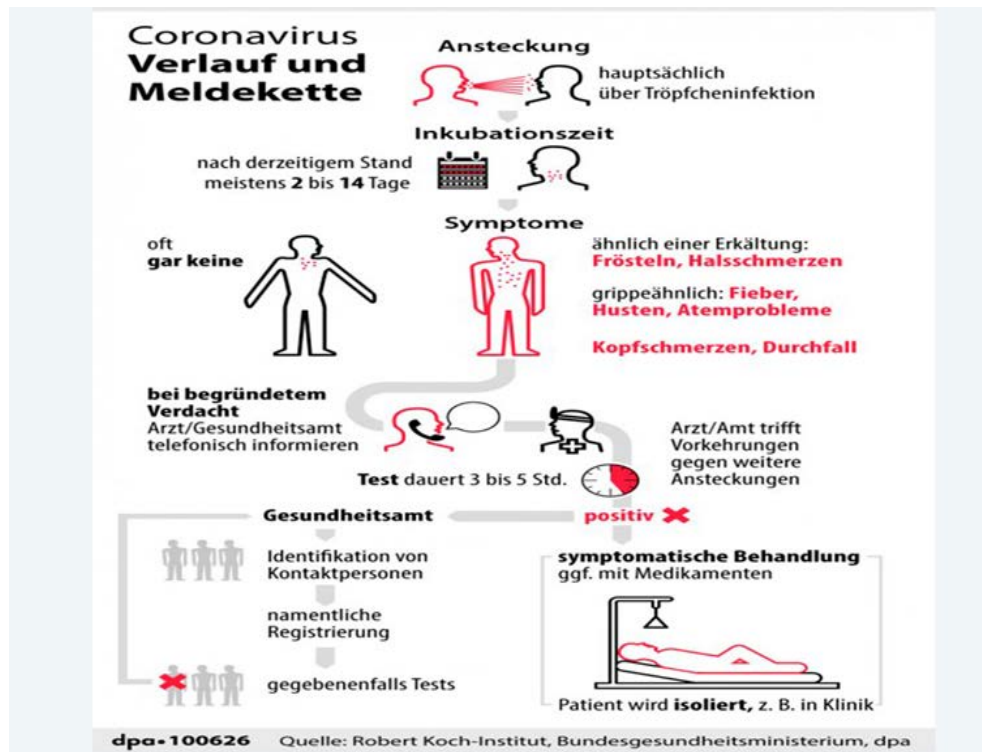 Coronavirus
Verlauf und
Meldekette
Ansteckung
hauptsächlich
über Tröpfcheninfektion
Inkubationszeit
nach derzeitigem Stand
meistens 2 bis 14 Tage
Symptome
oft
gar keine
ähnlich einer Erkältung:
Frösteln, Halsschmerzen
grippeähnlich: Fieber,
Husten, Atemprobleme
Kopfschmerzen, Durchfall
bei begründetem
Verdacht
Arzt/Gesundheitsamt
telefonisch informieren
Arzt/Amt trifft
Vorkehrungen
gegen weitere
Ansteckungen
Test dauert 3 bis 5 Std.
positiv
Gesundheitsamt
Identifikation von
Kontaktpersonen
namentliche
Registrierung
gegebenenfalls Tests
symptomatische Behandlung
ggf. mit Medikamenten
Patient wird isoliert, z. B. in Klinik
dpa•100626 Quelle: Robert Koch-Institut, Bundesgesundheitsministerium, dpa